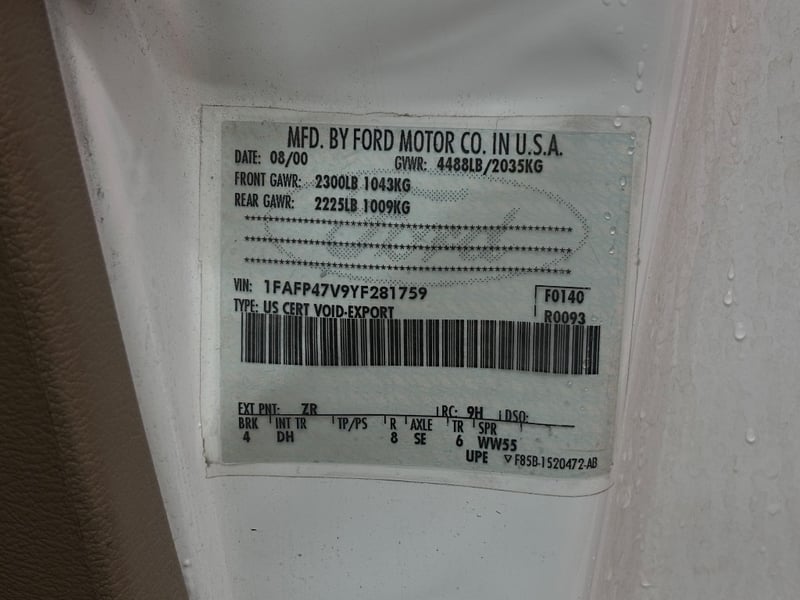 MFD. BY FORD MOTOR CO. IN U.S.A.
DATE: 08/00 GVWR: 4488LB/2035KG
FRONT GAWR: 2300LB 1043KG
REAR GAWR: 2225LB 1009KG
Ford
VIN: 1FAFP47V9YF281759 F0140
TYPE: US CERT VOID-EXPORT R0093
EXT PNT: ZR RC: 9H DSO:
BRK INT TR TP/PS R AXLE TR SPR
4 DH 8 SE 6 WW55
UPE ▽F85B-1520472-AB